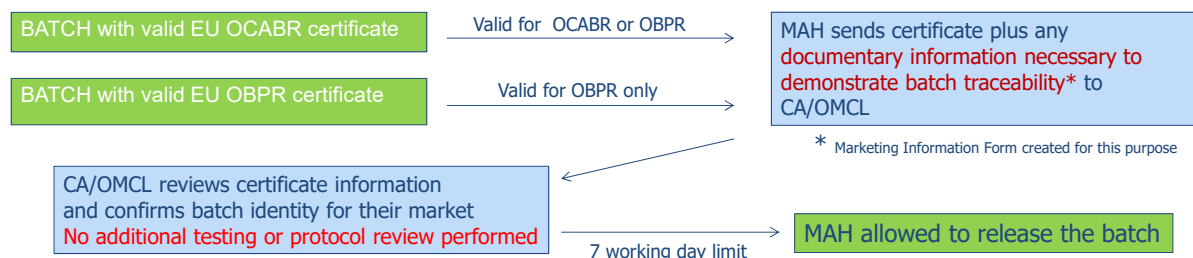 BATCH with valid EU OCABR certificate
Valid for OCABR or OBPR
MAH sends certificate plus any
documentary information necessary to
demonstrate batch traceability* to
CA/OMCL
BATCH with valid EU OBPR certificate
Valid for OBPR only
* Marketing Information Form created for this purpose
CA/OMCL reviews certificate information
and confirms batch identity for their market
No additional testing or protocol review performed
7 working day limit
MAH allowed to release the batch